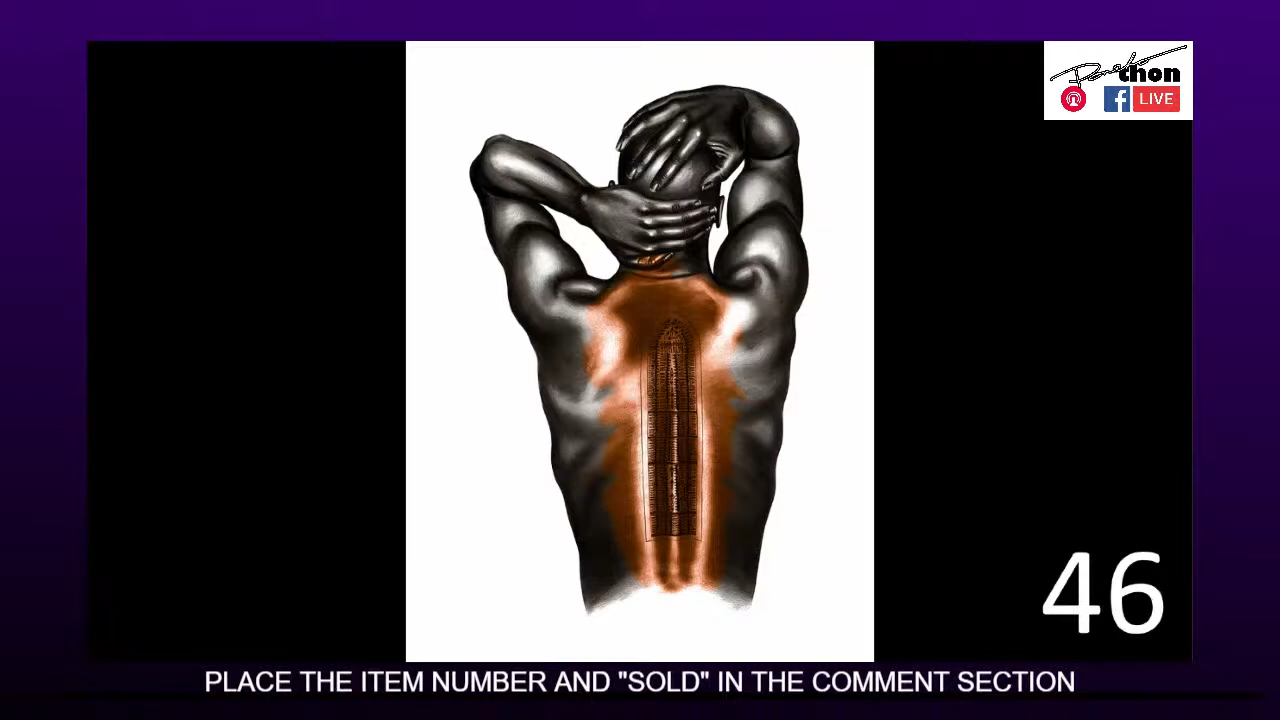 thon
LIVE
46
PLACE THE ITEM NUMBER AND "SOLD" IN THE COMMENT SECTION